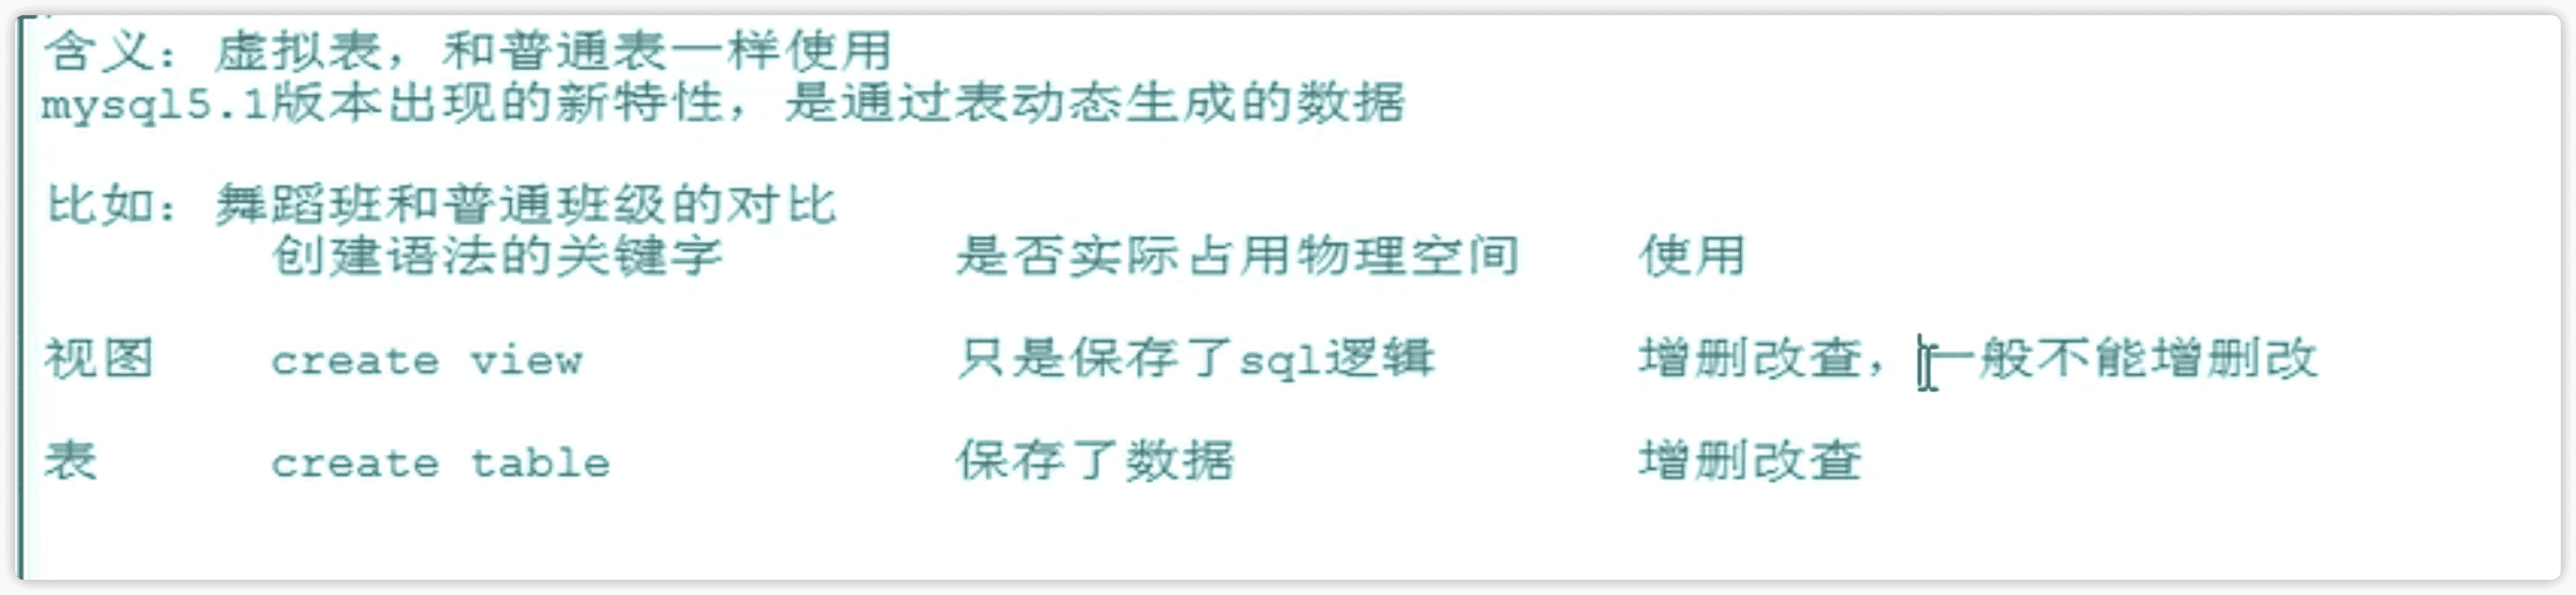 含义：虚拟表，和普通表一样使用
mysql5.1版本出现的新特性，是通过表动态生成的数据
比如：舞蹈班和普通班级的对比
创建语法的关键字 是否实际占用物理空间 使用
视图 create view 只是保存了sql逻辑 增删改查，一般不能增删改
表 create table 保存了数据 增删改查